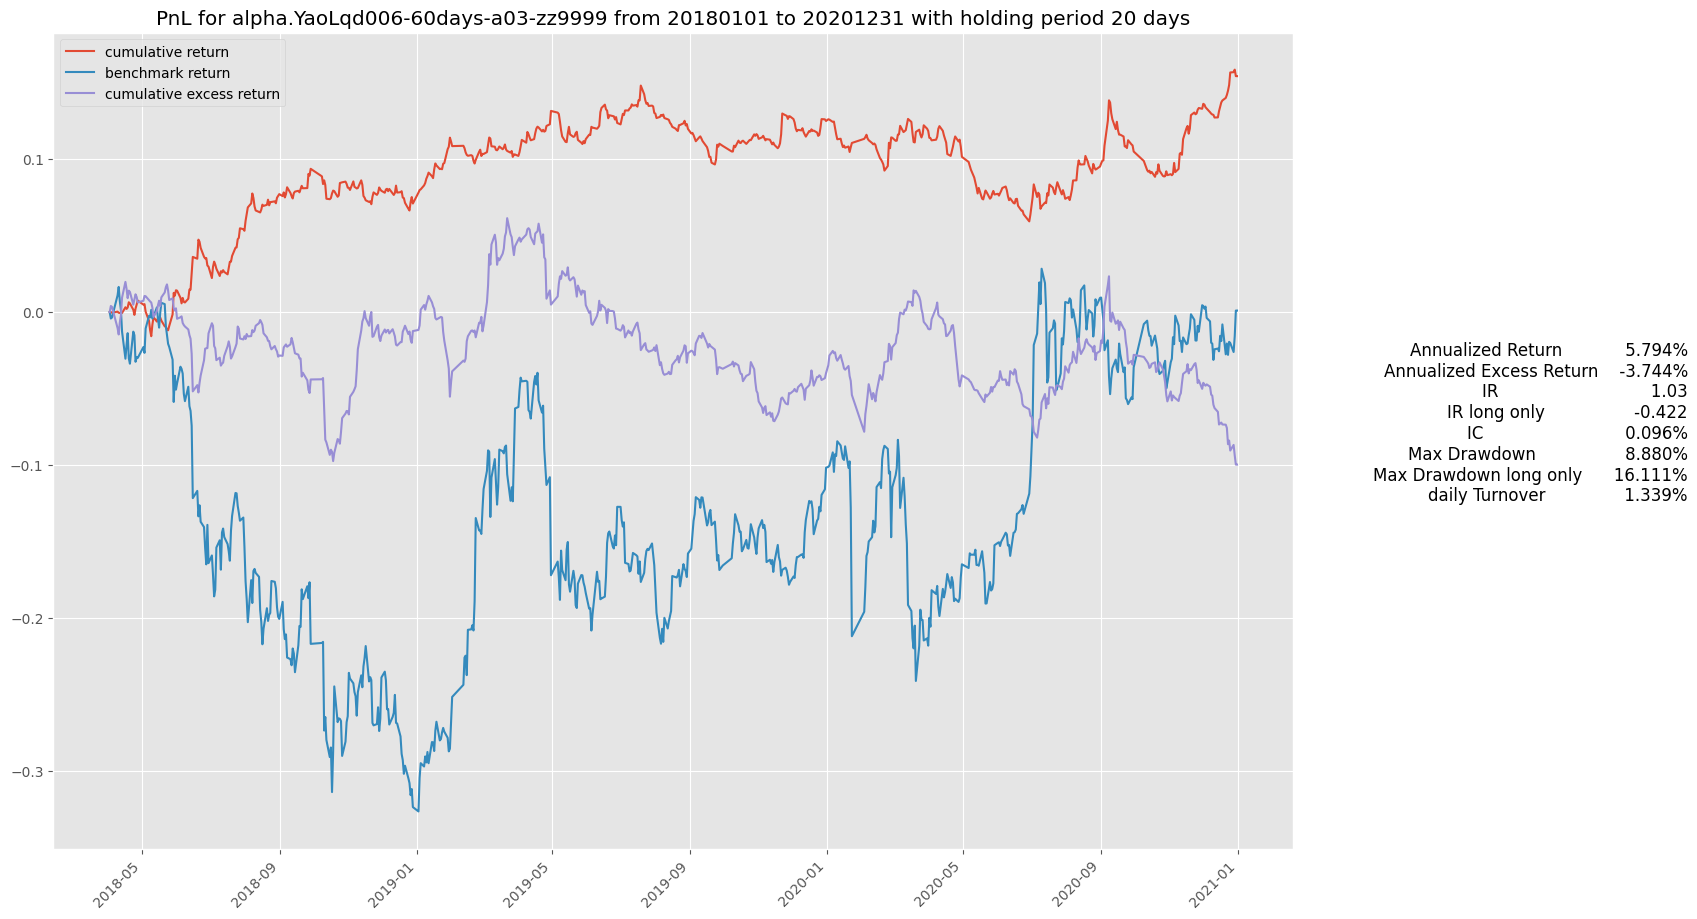 PnL for alpha.YaoLqd006-60days-a03-zz9999 from 20180101 to 20201231 with holding period 20 days
cumulative return
benchmark return
cumulative excess return
0.1
0.0
−0.1
−0.2
−0.3
2018-05
2018-09
2019-01
2019-05
2019-09
2020-01
2020-05
2020-09
2021-01
Annualized Return 5.794%
Annualized Excess Return -3.744%
IR 1.03
IR long only -0.422
IC 0.096%
Max Drawdown 8.880%
Max Drawdown long only 16.111%
daily Turnover 1.339%